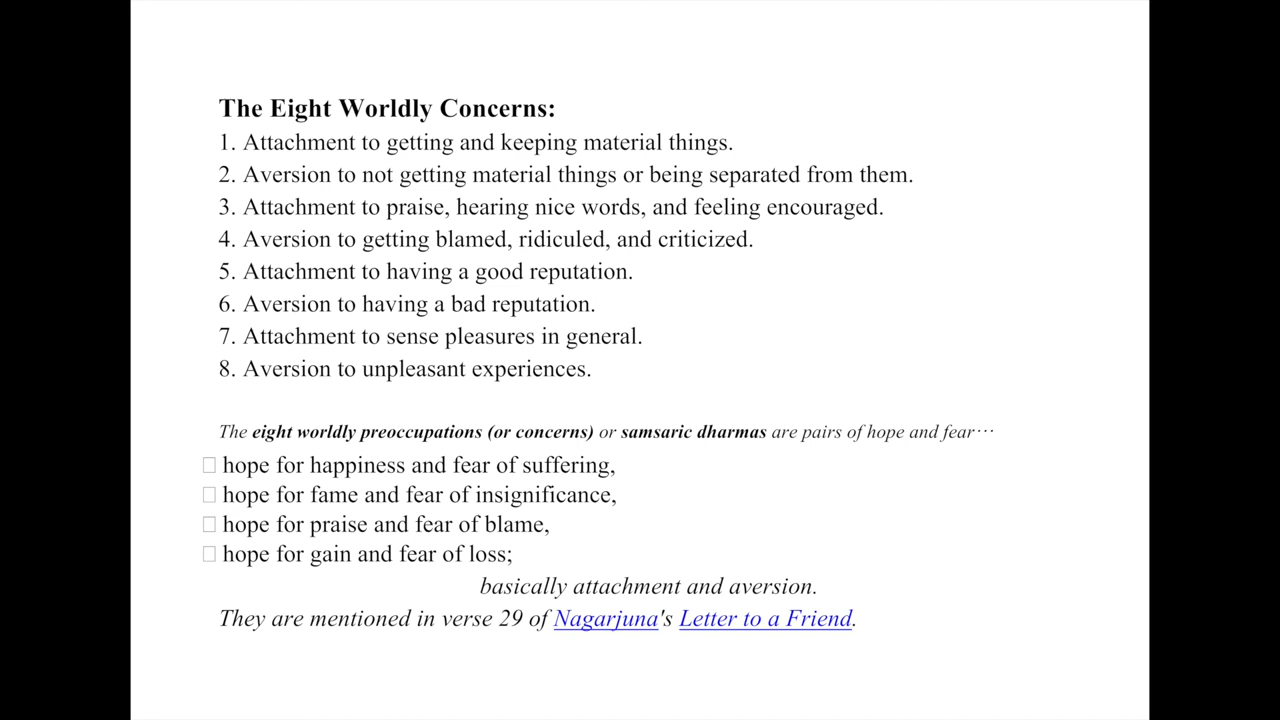 The Eight Worldly Concerns:
1. Attachment to getting and keeping material things.
2. Aversion to not getting material things or being separated from them.
3. Attachment to praise, hearing nice words, and feeling encouraged.
4. Aversion to getting blamed, ridiculed, and criticized.
5. Attachment to having a good reputation.
6. Aversion to having a bad reputation.
7. Attachment to sense pleasures in general.
8. Aversion to unpleasant experiences.
The eight worldly preoccupations (or concerns) or samsaric dharmas are pairs of hope and fear···
□ hope for happiness and fear of suffering,
□ hope for fame and fear of insignificance,
□ hope for praise and fear of blame,
□ hope for gain and fear of loss;
basically attachment and aversion.
They are mentioned in verse 29 of Nagarjuna's Letter to a Friend.